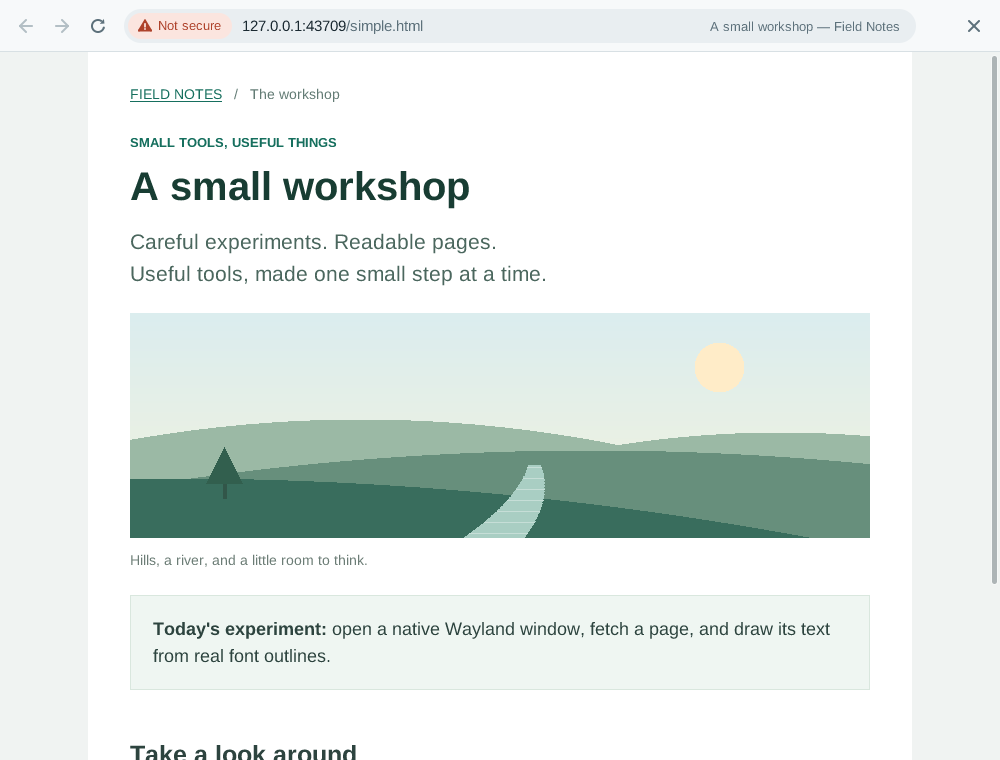 Not secure 127.0.0.1:43709/simple.html A small workshop — Field Notes
FIELD NOTES / The workshop
SMALL TOOLS, USEFUL THINGS
A small workshop
Careful experiments. Readable pages.
Useful tools, made one small step at a time.
Hills, a river, and a little room to think.
Today's experiment: open a native Wayland window, fetch a page, and draw its text
from real font outlines.
Take a look around